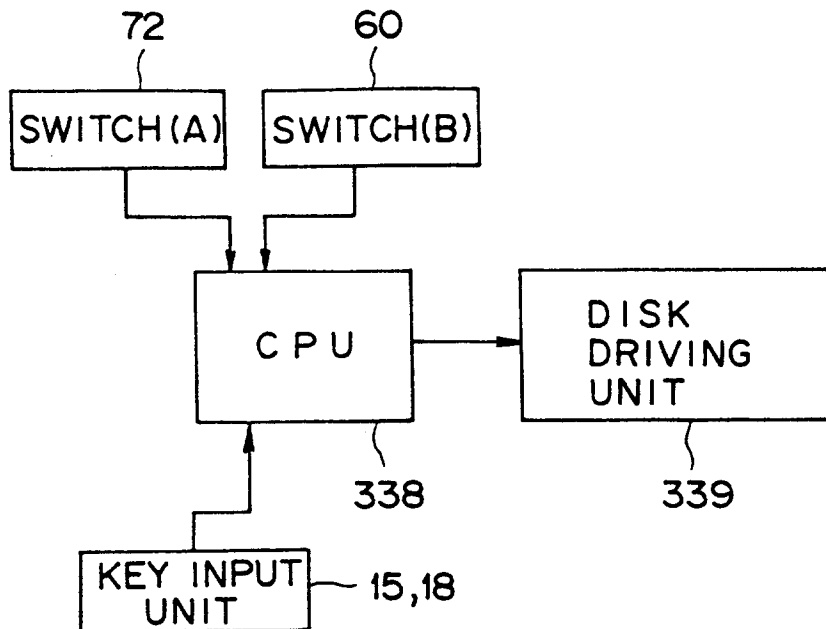 72
60
SWITCH(A)
SWITCH(B)
CPU
DISK
DRIVING
UNIT
338
339
KEY INPUT
UNIT
15,18